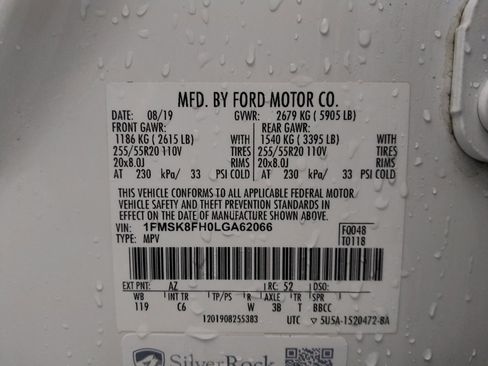 MFD. BY FORD MOTOR CO.
DATE: 08/19 GVWR: 2679 KG ( 5905 LB)
FRONT GAWR: REAR GAWR:
1186 KG ( 2615 LB) WITH 1540 KG ( 3395 LB) WITH
255/55R20 110V TIRES 255/55R20 110V TIRES
20x8.0J RIMS 20x8.0J RIMS
AT 230 kPa / 33 PSI COLD AT 230 kPa / 33 PSI COLD
THIS VEHICLE CONFORMS TO ALL APPLICABLE FEDERAL MOTOR
VEHICLE SAFETY AND THEFT PREVENTION STANDARDS IN
EFFECT ON THE DATE OF MANUFACTURE SHOWN ABOVE.
VIN: 1FMSK8FH0LGA62066 F0048
TYPE: MPV T0118
EXT PNT: AZ RC: 52 DSO:
WB INT TR TP/PS R AXLE TR SPR
119 C6 W 3B T BBCC
1201908255383 UTC 5USA-1520472-BA
SilverRock